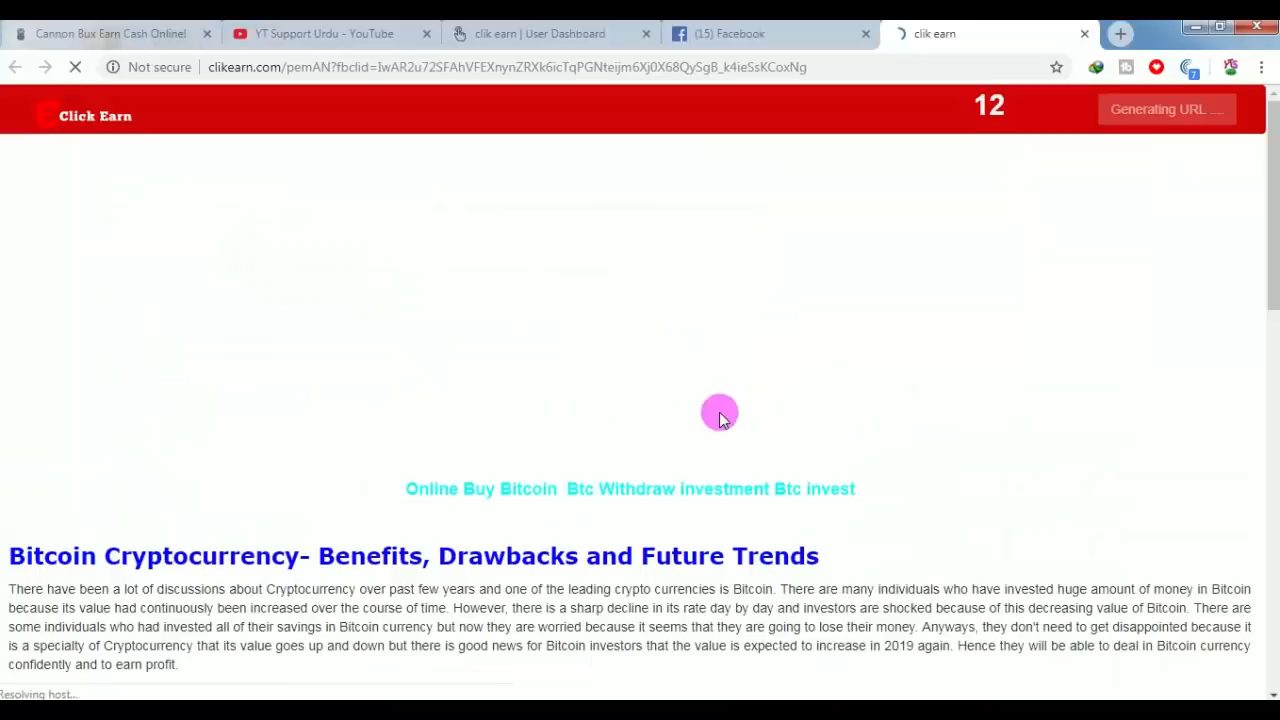 Cannon Bux Earn Cash Online!
YT Support Urdu - YouTube
clik earn | User Dashboard
(15) Facebook
clik earn
Not secure
clikearn.com/pemAN?fbclid=IwAR2u72SFAhVFEXnynZRXk6icTqPGNteijm6Xj0X68QySgB_k4ieSsKCoxNg
7
Click Earn
12
Generating URL ....
Online Buy Bitcoin Btc Withdraw investment Btc invest
Bitcoin Cryptocurrency- Benefits, Drawbacks and Future Trends
There have been a lot of discussions about Cryptocurrency over past few years and one of the leading crypto currencies is Bitcoin. There are many individuals who have invested huge amount of money in Bitcoin
because its value had continuously been increased over the course of time. However, there is a sharp decline in its rate day by day and investors are shocked because of this decreasing value of Bitcoin. There are
some individuals who had invested all of their savings in Bitcoin currency but now they are worried because it seems that they are going to lose their money. Anyways, they don't need to get disappointed because it
is a specialty of Cryptocurrency that its value goes up and down but there is good news for Bitcoin investors that the value is expected to increase in 2019 again. Hence they will be able to deal in Bitcoin currency
confidently and to earn profit.
Resolving host...